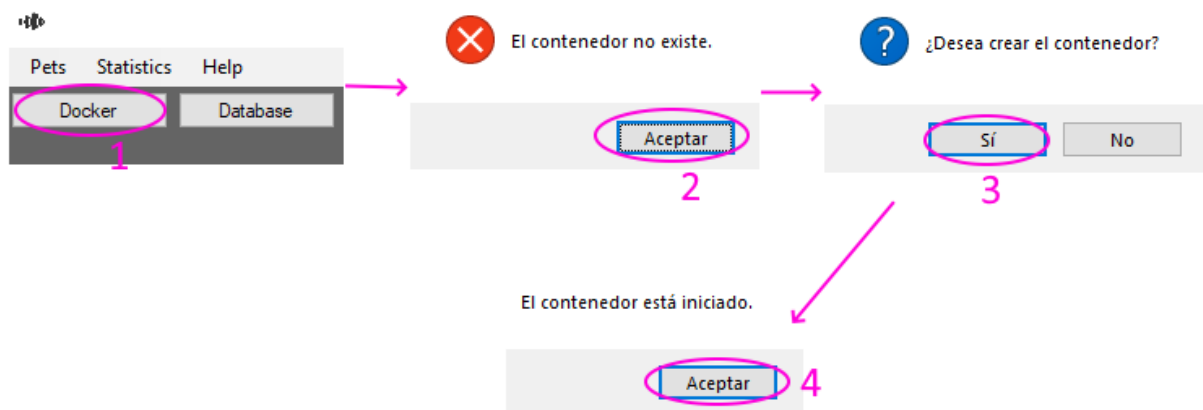 Pets Statistics Help
Docker Database
1
El contenedor no existe.
Aceptar
2
¿Desea crear el contenedor?
Sí No
3
El contenedor está iniciado.
Aceptar 4